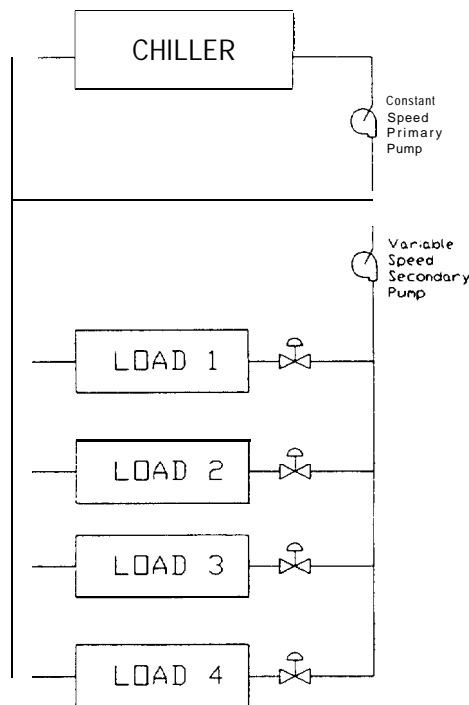 CHILLER
Constant
Speed
Primary
Pump
Variable
Speed
Secondary
Pump
LOAD 1
LOAD 2
LOAD 3
LOAD 4